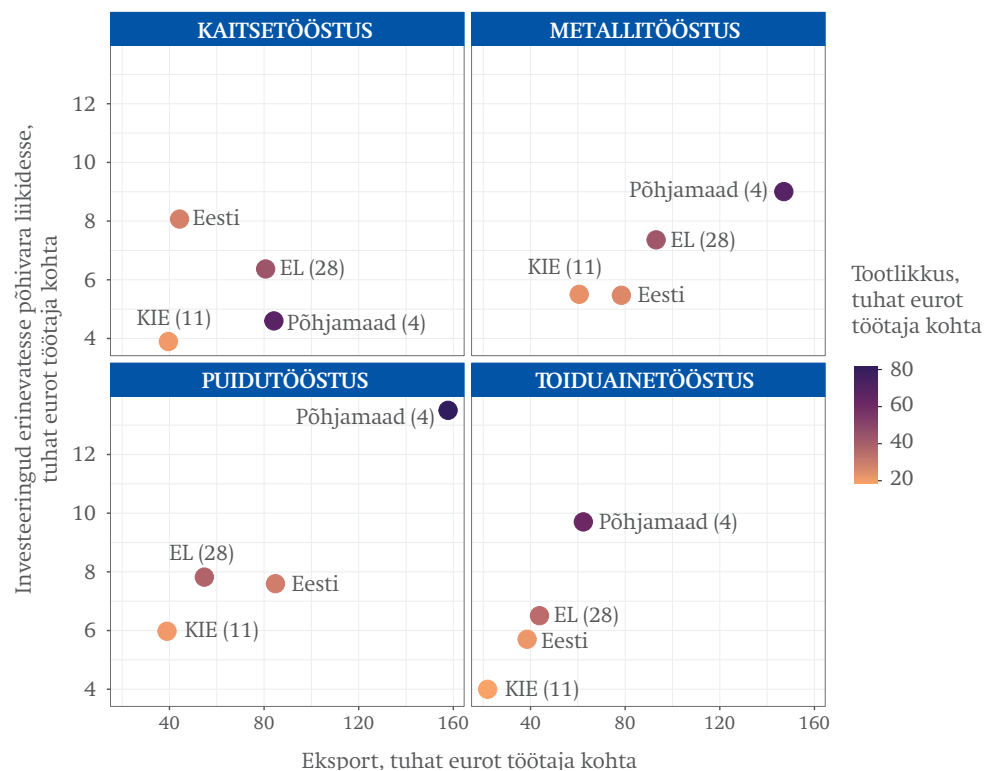 KAITSETÖÖSTUS
METALLITÖÖSTUS
Investeeringud erinevatesse põhivara liikidesse,
tuhat eurot töötaja kohta
12
10
8
6
4
Eesti
EL (28)
KIE (11)
Põhjamaad (4)
Põhjamaad (4)
EL (28)
KIE (11)
Eesti
PUIDUTÖÖSTUS
TOIDUAINETÖÖSTUS
12
10
8
6
4
Põhjamaad (4)
EL (28)
Eesti
KIE (11)
Põhjamaad (4)
EL (28)
Eesti
KIE (11)
40
80
120
160
40
80
120
160
Eksport, tuhat eurot töötaja kohta
Tootlikkus,
tuhat eurot
töötaja kohta
80
60
40
20